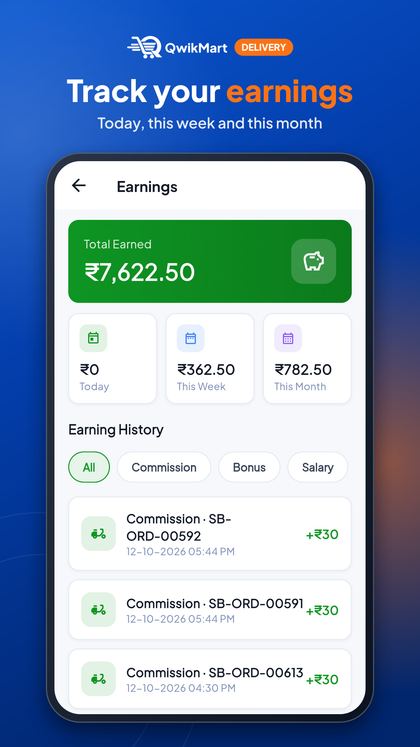 QwikMart DELIVERY
Track your earnings
Today, this week and this month
Earnings
Total Earned
₹7,622.50
₹0 ₹362.50 ₹782.50
Today This Week This Month
Earning History
All Commission Bonus Salary
Commission · SB-
ORD-00592
+₹30
12-10-2026 05:44 PM
Commission · SB-ORD-00591 +₹30
12-10-2026 05:44 PM
Commission · SB-ORD-00613 +₹30
12-10-2026 04:30 PM